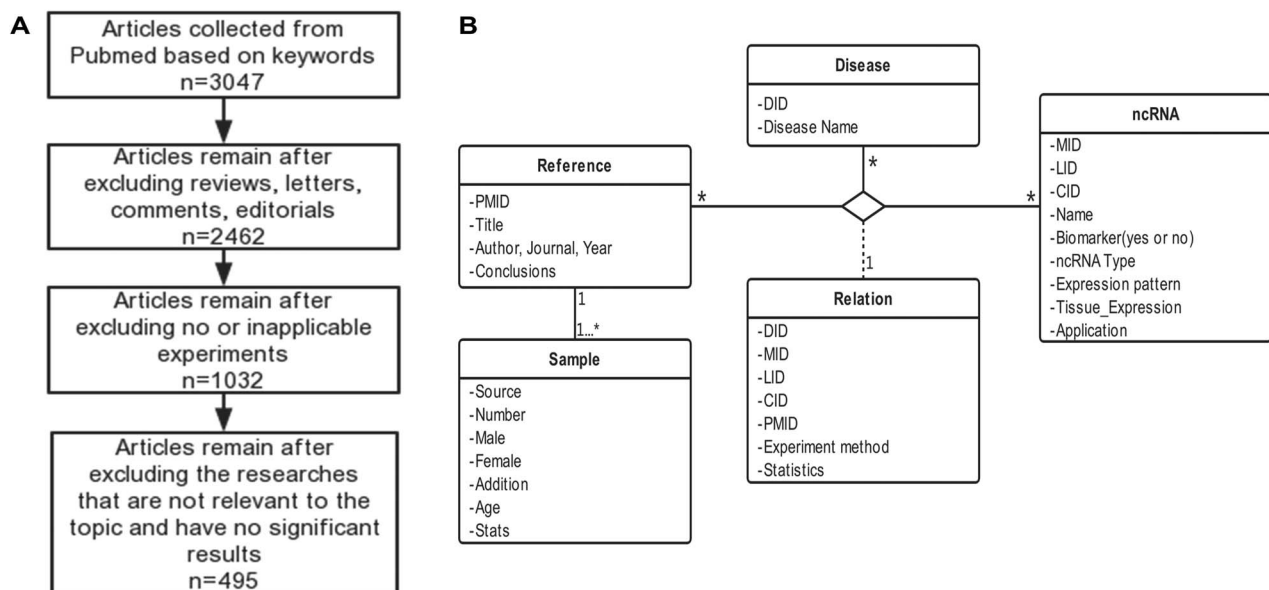 A
Articles collected from
Pubmed based on keywords
n=3047
Articles remain after
excluding reviews, letters,
comments, editorials
n=2462
Articles remain after
excluding no or inapplicable
experiments
n=1032
Articles remain after
excluding the researches
that are not relevant to the
topic and have no significant
results
n=495
B
Disease
-DID
-Disease Name
*
Reference
-PMID
-Title
-Author, Journal, Year
-Conclusions
*
*
ncRNA
-MID
-LID
-CID
-Name
-Biomarker(yes or no)
-ncRNA Type
-Expression pattern
-Tissue_Expression
-Application
1
1...*
Sample
-Source
-Number
-Male
-Female
-Addition
-Age
-Stats
1
Relation
-DID
-MID
-LID
-CID
-PMID
-Experiment method
-Statistics